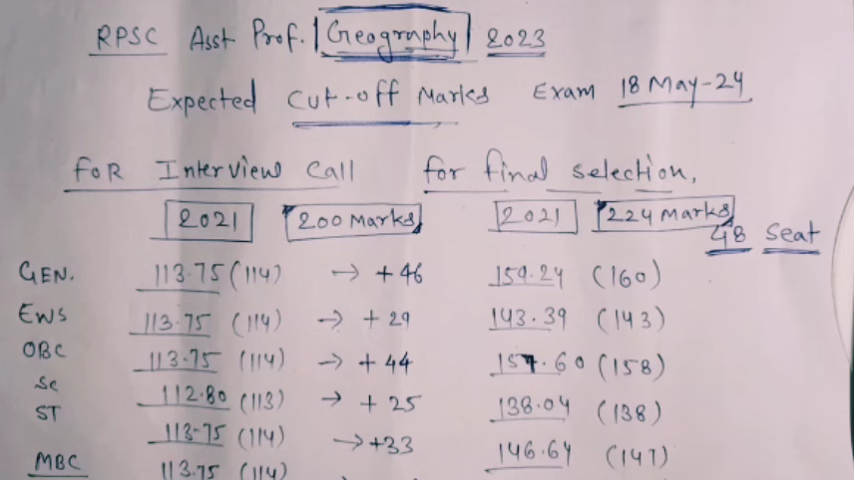 RPSC Asst Prof. Geography 2023
Expected Cut-off Marks Exam 18 May-24
FOR Interview Call for final selection,
2021 200 Marks 2021 224 Marks
48 Seat
GEN. 113.75 (114) → +46 159.24 (160)
EWS 113.75 (114) → +29 143.39 (143)
OBC 113.75 (114) → +44 157.60 (158)
SC 112.80 (113) → +25 138.04 (138)
ST 113.75 (114) → +33 146.64 (147)
MBC 113.75 (114)